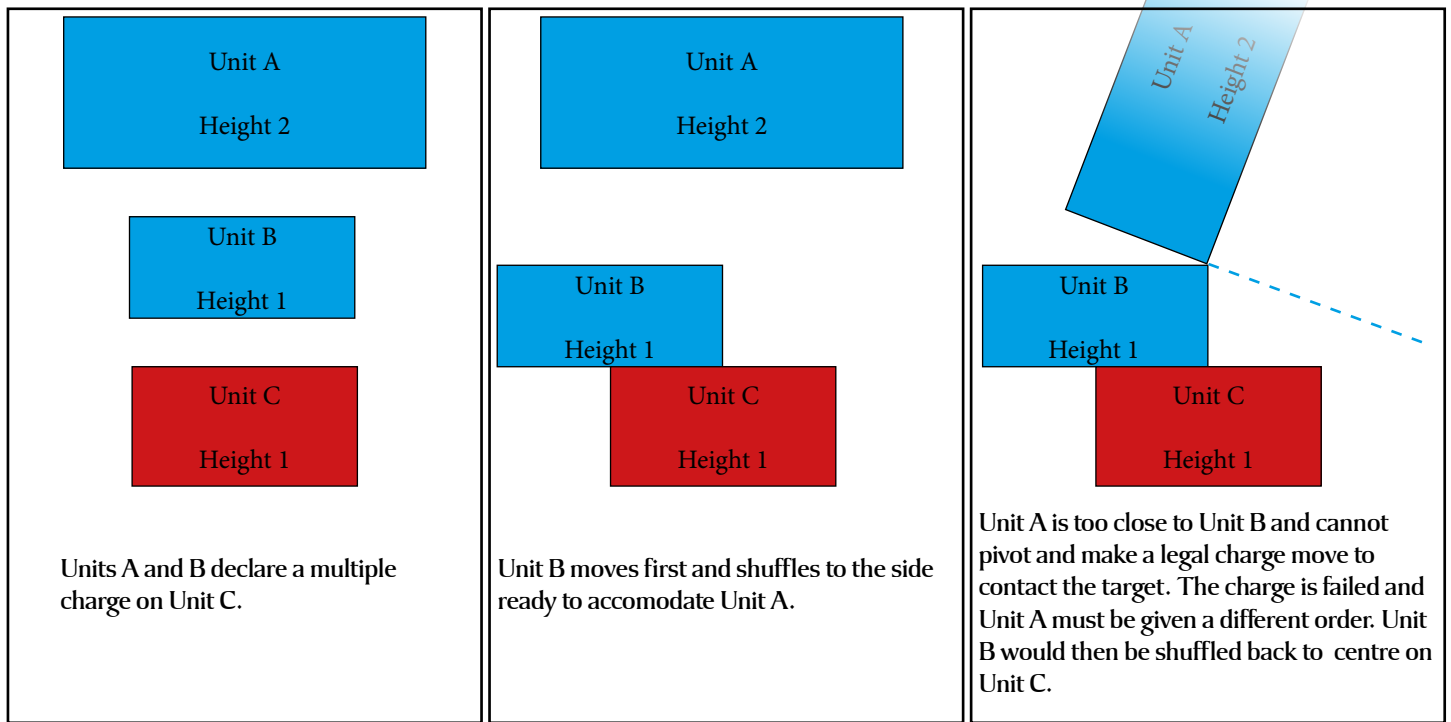 Unit A
Height 2
Unit B
Height 1
Unit C
Height 1
Units A and B declare a multiple
charge on Unit C.
Unit A
Height 2
Unit B
Height 1
Unit C
Height 1
Unit B moves first and shuffles to the side
ready to accomodate Unit A.
Unit A
Height 2
Unit B
Height 1
Unit C
Height 1
Unit A is too close to Unit B and cannot
pivot and make a legal charge move to
contact the target. The charge is failed and
Unit A must be given a different order. Unit
B would then be shuffled back to centre on
Unit C.